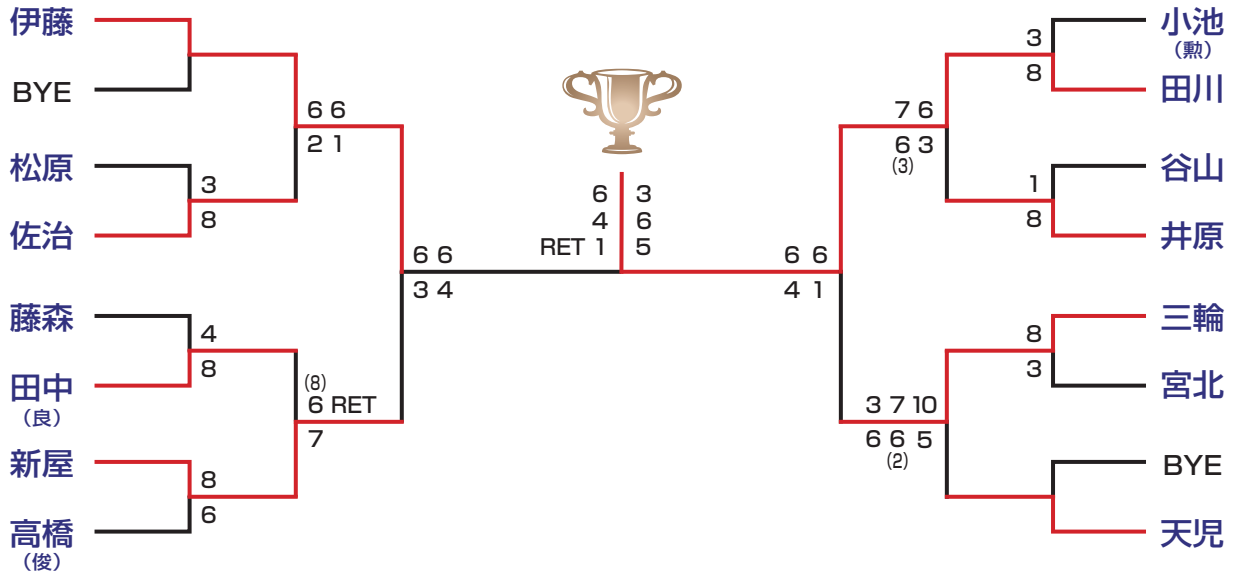 伊藤
BYE
松原
佐治
藤森
田中
(良)
新屋
高橋
(俊)
3
8
4
8
8
6
6 6
2 1
(8)
6 RET
7
6 6
3 4
6 3
4 6
RET 1 5
6 6
4 1
7 6
6 3
(3)
3 7 10
6 6 5
(2)
3
8
1
8
8
3
小池
(勲)
田川
谷山
井原
三輪
宮北
BYE
天児